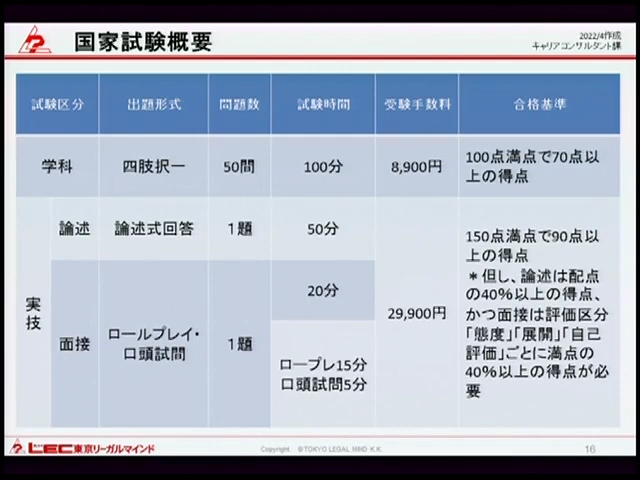 国家試験概要
2022/4作成
キャリアコンサルタント課
試験区分 出題形式 問題数 試験時間 受験手数料 合格基準
学科 四肢択一 50問 100分 8,900円 100点満点で70点以
上の得点
実技
論述 論述式回答 1題 50分
面接 ロールプレイ・
口頭試問 1題
20分
ロープレ15分
口頭試問5分
29,900円
150点満点で90点以
上の得点
＊但し、論述は配点
の40%以上の得点、
かつ面接は評価区分
「態度」「展開」「自己
評価」ごとに満点の
40%以上の得点が必
要
LEC東京リーガルマインド
Copyright ©TOKYO LEGAL MIND K.K.
16